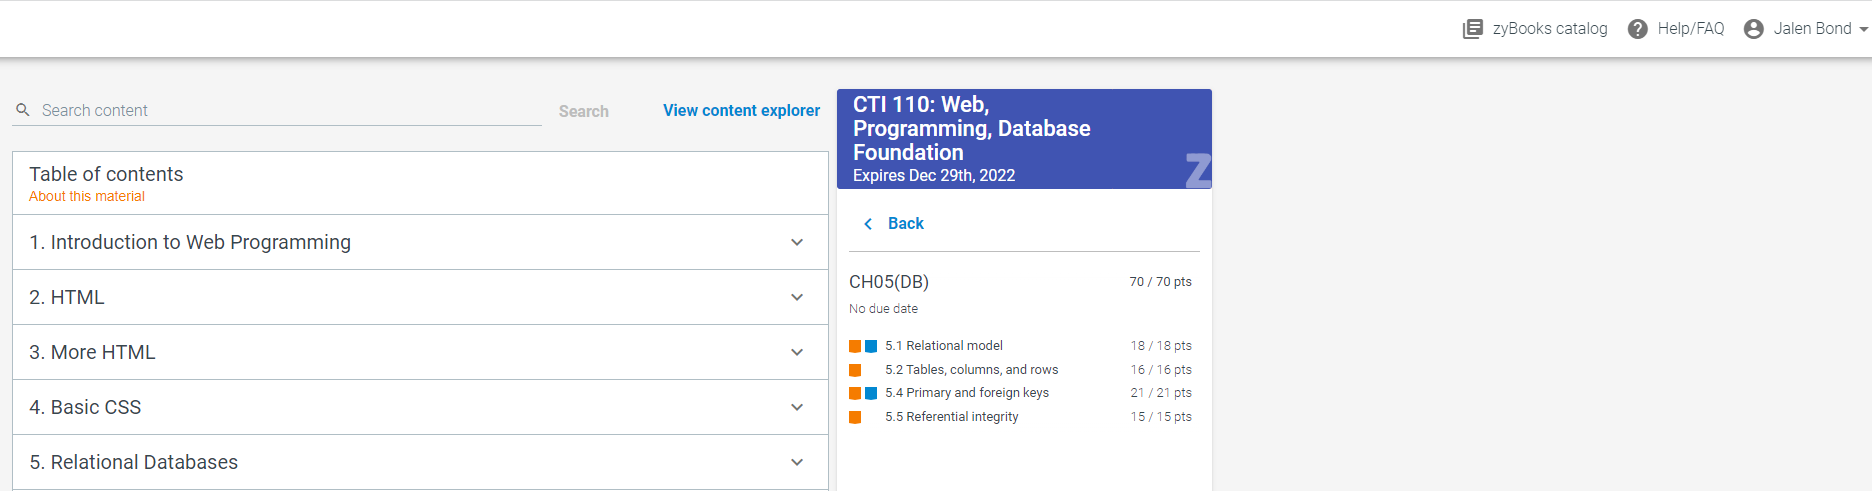 zyBooks catalog
Help/FAQ
Jalen Bond
Search content
Search
View content explorer
Table of contents
About this material
1. Introduction to Web Programming
2. HTML
3. More HTML
4. Basic CSS
5. Relational Databases
CTI 110: Web,
Programming, Database
Foundation
Expires Dec 29th, 2022
Z
Back
CH05(DB) 70 / 70 pts
No due date
5.1 Relational model 18 / 18 pts
5.2 Tables, columns, and rows 16 / 16 pts
5.4 Primary and foreign keys 21 / 21 pts
5.5 Referential integrity 15 / 15 pts